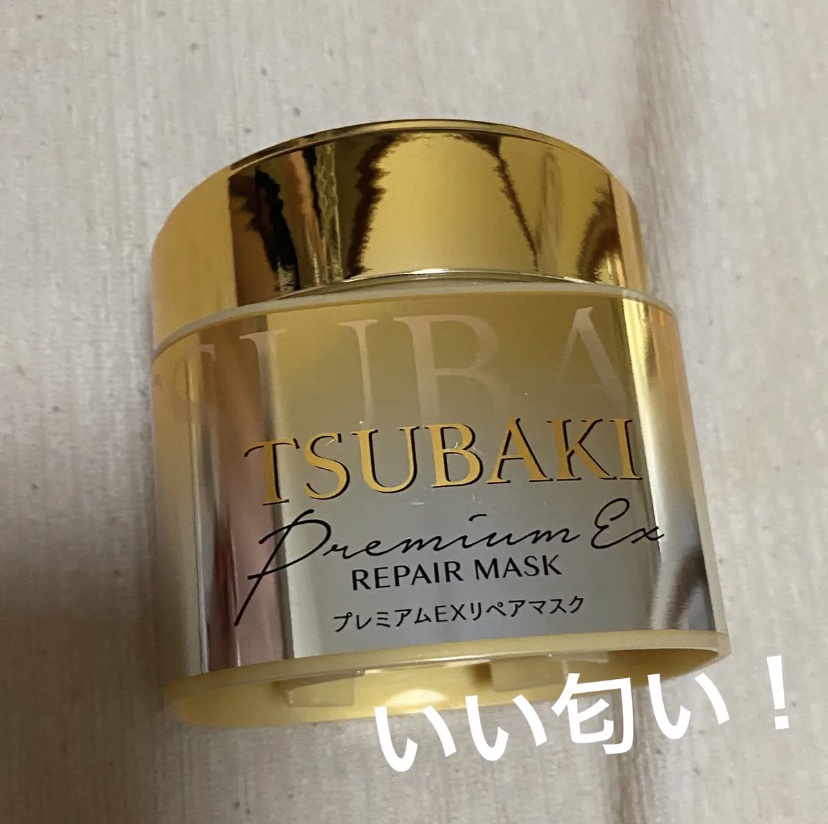 TSUBA
TSUBAKI
Premium Ex
REPAIR MASK
プレミアムEXリペアマスク
いい匂い！